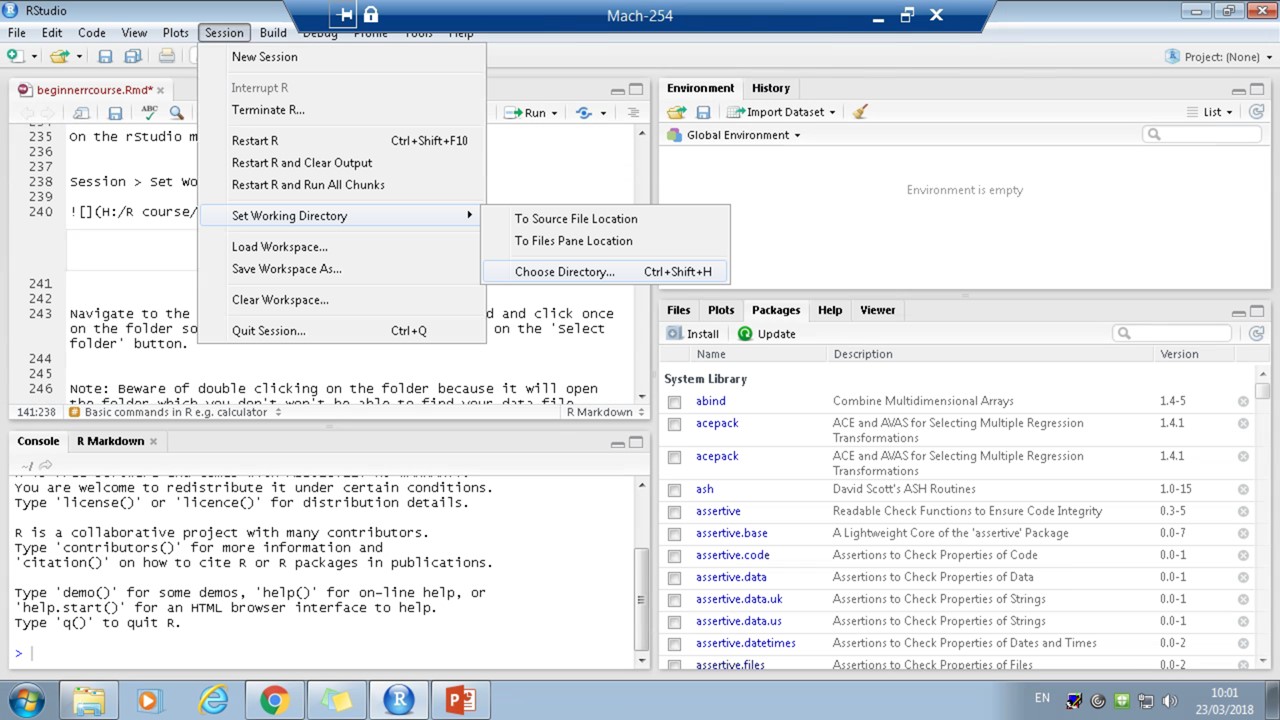 RStudio
Mach-254
File Edit Code View Plots Session Build Debug Profile Tools Help
Project: (None)
New Session
Interrupt R
Terminate R...
Restart R Ctrl+Shift+F10
Restart R and Clear Output
Restart R and Run All Chunks
Set Working Directory
Load Workspace...
Save Workspace As...
Clear Workspace...
Quit Session... Ctrl+Q
To Source File Location
To Files Pane Location
Choose Directory... Ctrl+Shift+H
beginnerrcourse.Rmd*
ABC
Run
235 On the rStudio m
236
237
238 Session > Set Wo
239
240 ![](H:/R course/
241
242
243 Navigate to the d and click once
on the folder so on the 'Select
folder' button.
244
245
246 Note: Beware of double clicking on the folder because it will open
the folder which you don't won't be able to find your data file
141:238 Basic commands in R e.g. calculator R Markdown
Console R Markdown
~/
You are welcome to redistribute it under certain conditions.
Type 'license()' or 'licence()' for distribution details.
R is a collaborative project with many contributors.
Type 'contributors()' for more information and
'citation()' on how to cite R or R packages in publications.
Type 'demo()' for some demos, 'help()' for on-line help, or
'help.start()' for an HTML browser interface to help.
Type 'q()' to quit R.
>
Environment History
Import Dataset List
Global Environment
Environment is empty
Files Plots Packages Help Viewer
Install Update
Name Description Version
System Library
abind Combine Multidimensional Arrays 1.4-5
acepack ACE and AVAS for Selecting Multiple Regression 1.4.1
Transformations
acepack ACE and AVAS for Selecting Multiple Regression 1.4.1
Transformations
ash David Scott's ASH Routines 1.0-15
assertive Readable Check Functions to Ensure Code Integrity 0.3-5
assertive.base A Lightweight Core of the 'assertive' Package 0.0-7
assertive.code Assertions to Check Properties of Code 0.0-1
assertive.data Assertions to Check Properties of Data 0.0-1
assertive.data.uk Assertions to Check Properties of Strings 0.0-1
assertive.data.us Assertions to Check Properties of Strings 0.0-1
assertive.datetimes Assertions to Check Properties of Dates and Times 0.0-2
assertive.files Assertions to Check Properties of Files 0.0-2
EN
10:01
23/03/2018